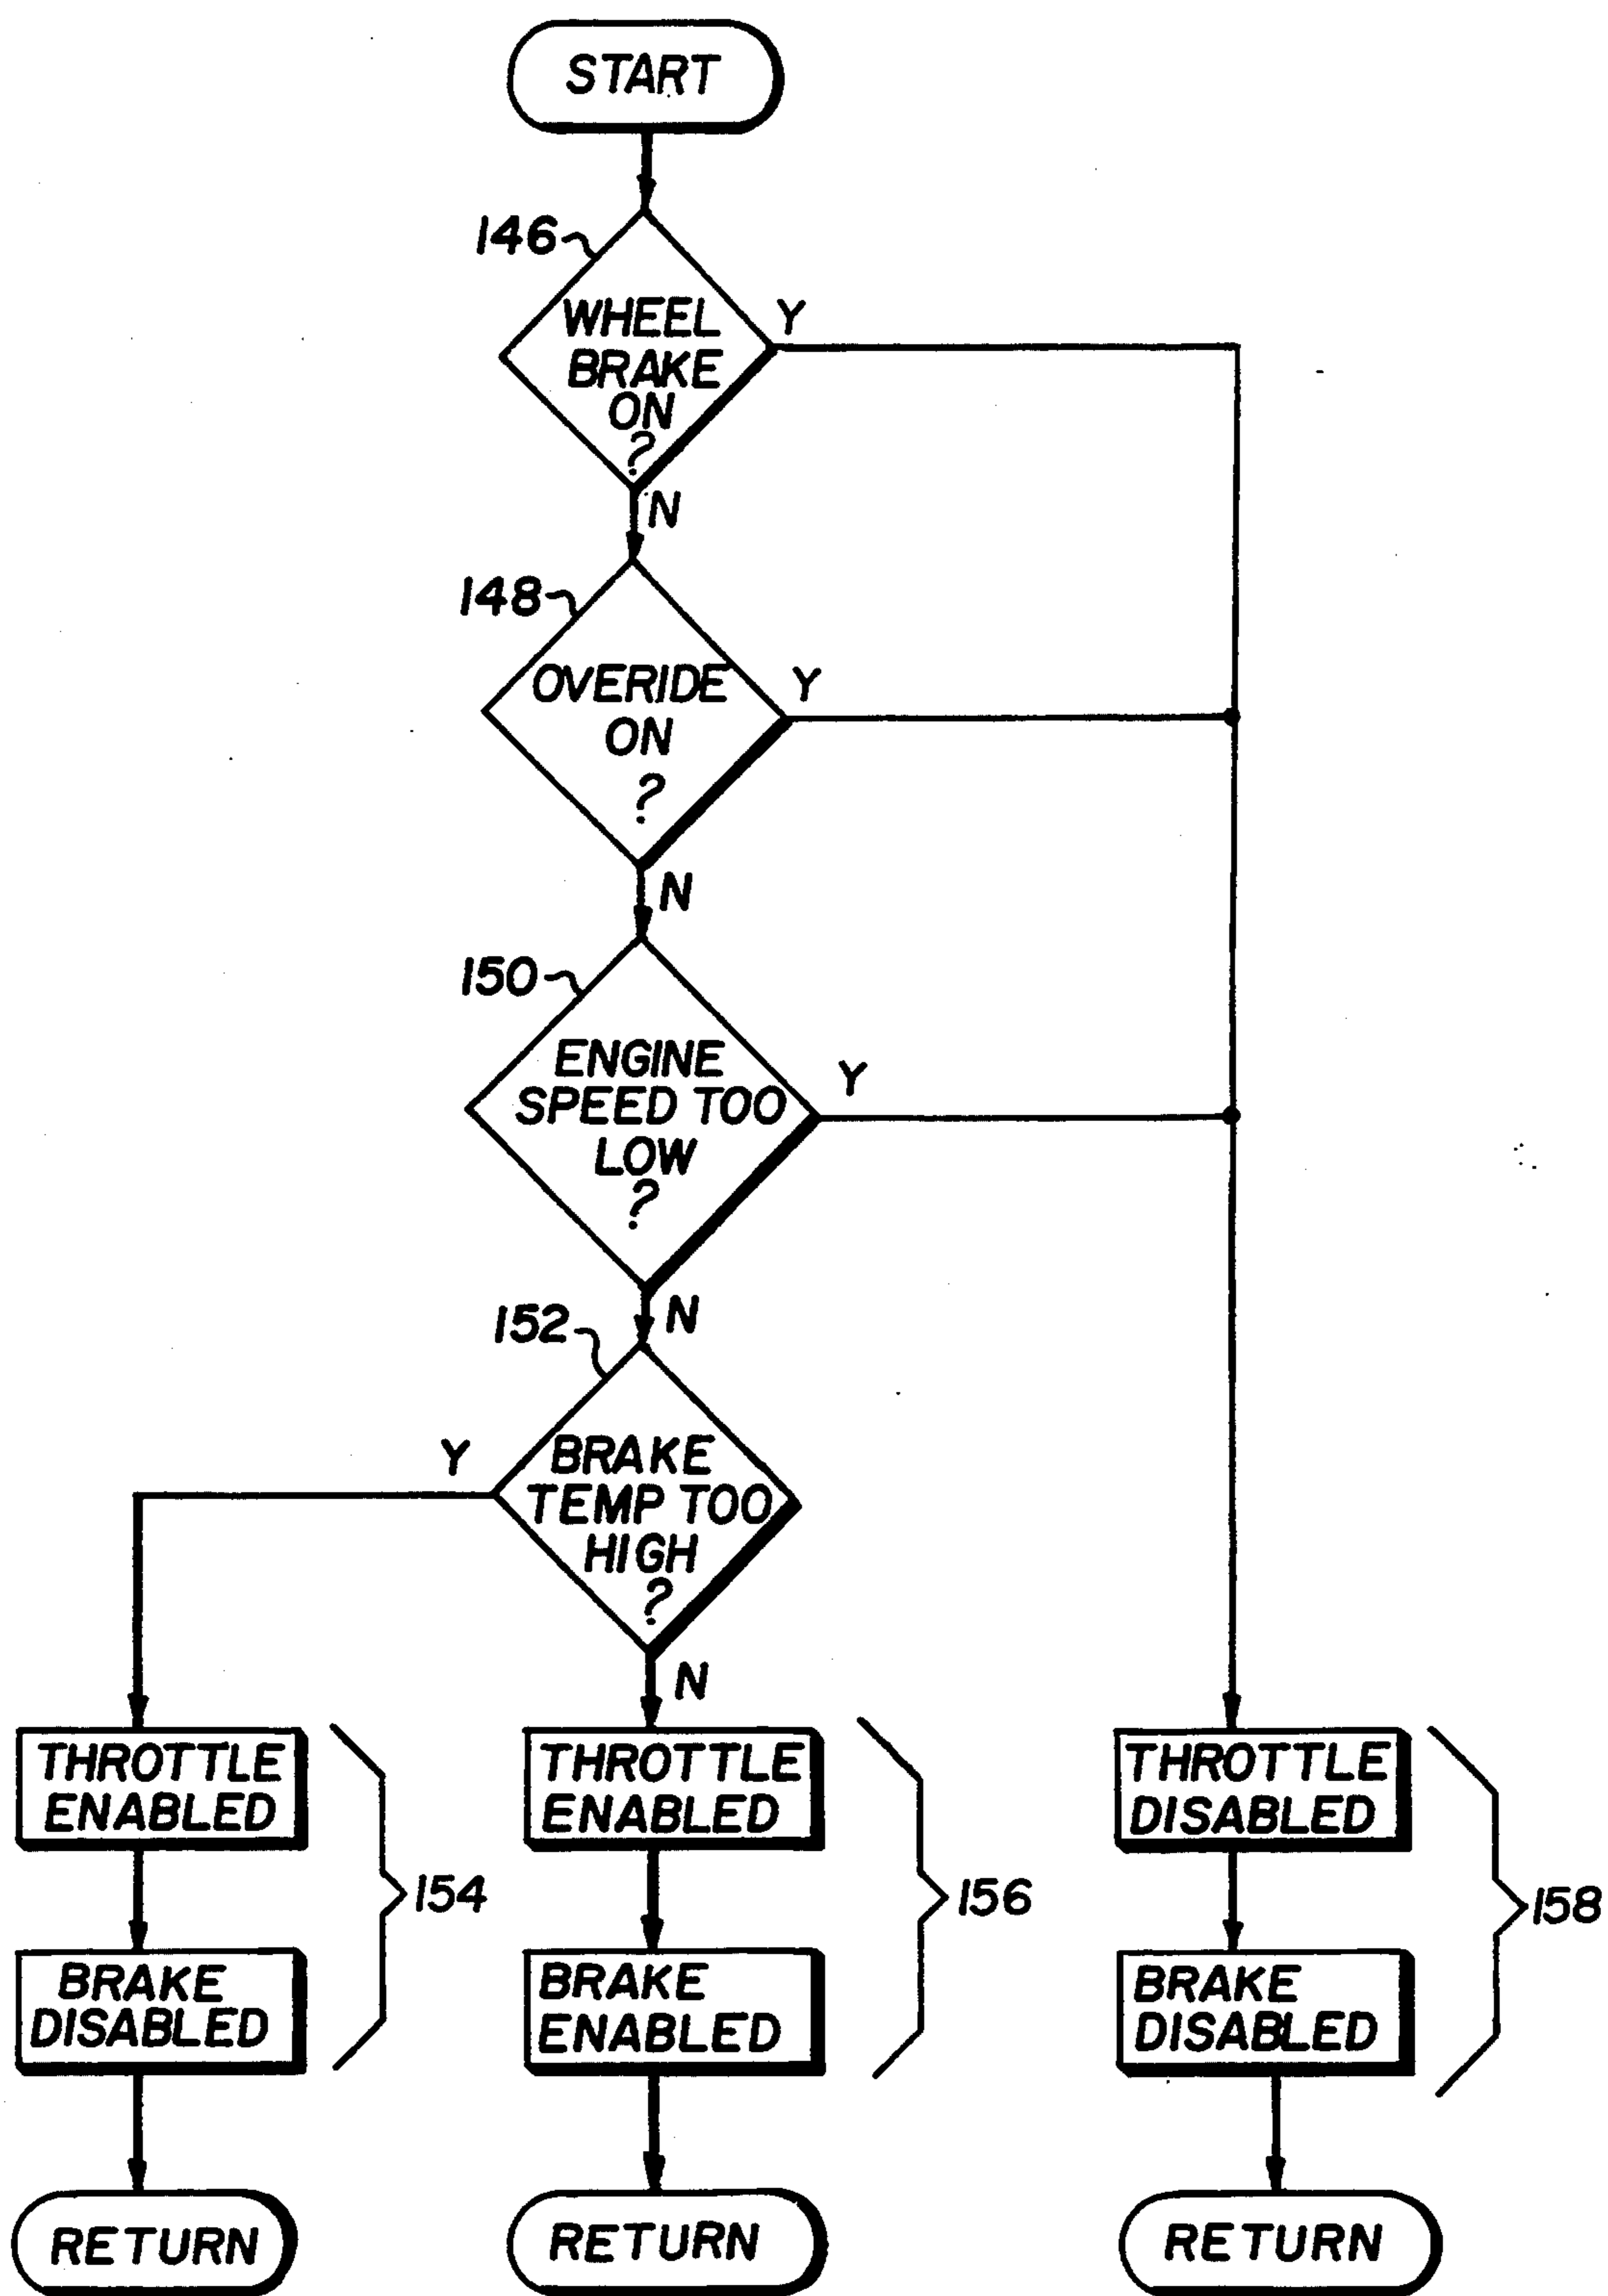 START
146
WHEEL
BRAKE
ON
?
Y
N
148
OVERIDE
ON
?
Y
N
150
ENGINE
SPEED TOO
LOW
?
Y
N
152
BRAKE
TEMP TOO
HIGH
?
Y
N
THROTTLE
ENABLED
BRAKE
DISABLED
154
RETURN
THROTTLE
ENABLED
BRAKE
ENABLED
156
RETURN
THROTTLE
DISABLED
BRAKE
DISABLED
158
RETURN